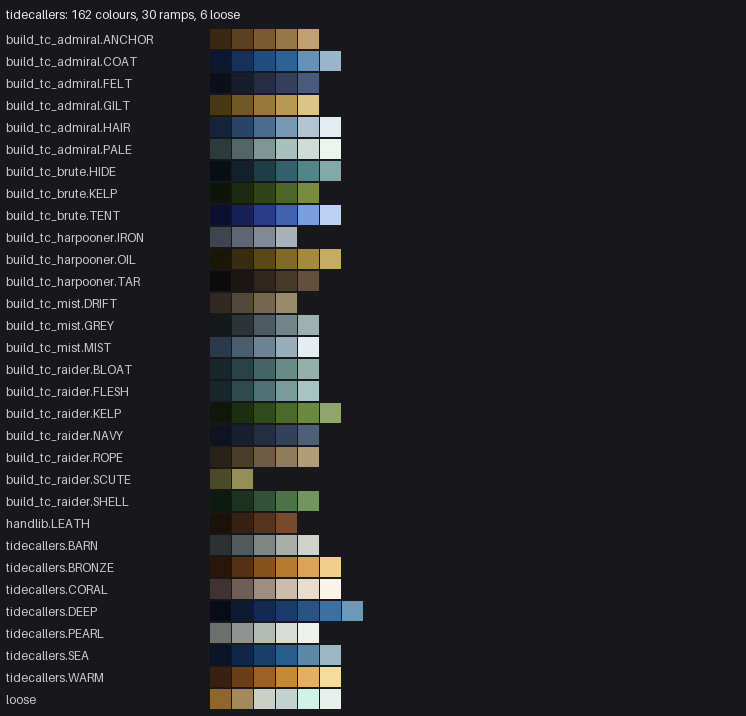 tidecallers: 162 colours, 30 ramps, 6 loose
build_tc_admiral.ANCHOR
build_tc_admiral.COAT
build_tc_admiral.FELT
build_tc_admiral.GILT
build_tc_admiral.HAIR
build_tc_admiral.PALE
build_tc_brute.HIDE
build_tc_brute.KELP
build_tc_brute.TENT
build_tc_harpooner.IRON
build_tc_harpooner.OIL
build_tc_harpooner.TAR
build_tc_mist.DRIFT
build_tc_mist.GREY
build_tc_mist.MIST
build_tc_raider.BLOAT
build_tc_raider.FLESH
build_tc_raider.KELP
build_tc_raider.NAVY
build_tc_raider.ROPE
build_tc_raider.SCUTE
build_tc_raider.SHELL
handlib.LEATH
tidecallers.BARN
tidecallers.BRONZE
tidecallers.CORAL
tidecallers.DEEP
tidecallers.PEARL
tidecallers.SEA
tidecallers.WARM
loose